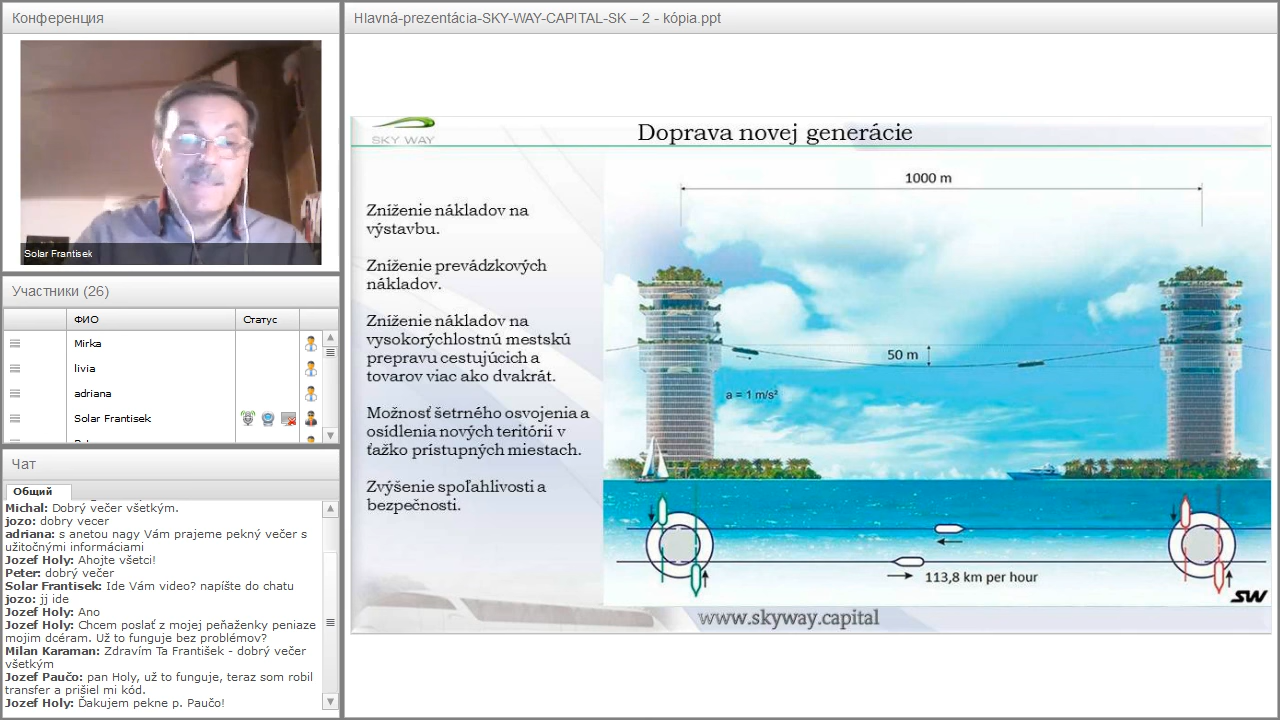 Конференция
Solar Frantisek
Участники (26)
ФИО
Статус
Mirka
livia
adriana
Solar Frantisek
Чат
Общий
Michal: Dobrý večer všetkým.
jozo: dobry vecer
adriana: s anetou nagy Vám prajeme pekný večer s
užitočnými informáciami
Jozef Holy: Ahojte všetci!
Peter: dobrý večer
Solar Frantisek: Ide Vám video? napíšte do chatu
jozo: jj ide
Jozef Holy: Ano
Jozef Holy: Chcem poslať z mojej peňaženky peniaze
mojim dcéram. Už to funguje bez problémov?
Milan Karaman: Zdravím Ta František - dobrý večer
všetkým
Jozef Paučo: pan Holy, už to funguje, teraz som robil
transfer a prišiel mi kód.
Jozef Holy: Ďakujem pekne p. Paučo!
Hlavná-prezentácia-SKY-WAY-CAPITAL-SK – 2 - kópia.ppt
SKY WAY
Doprava novej generácie
Zníženie nákladov na
výstavbu.
Zníženie prevádzkových
nákladov.
Zníženie nákladov na
vysokorýchlostnú mestskú
prepravu cestujúcich a
tovarov viac ako dvakrát.
Možnosť šetrného osvojenia a
osídlenia nových teritórií v
ťažko prístupných miestach.
Zvýšenie spoľahlivosti a
bezpečnosti.
1000 m
50 m
a = 1 m/s²
113,8 km per hour
SW
www.skyway.capital